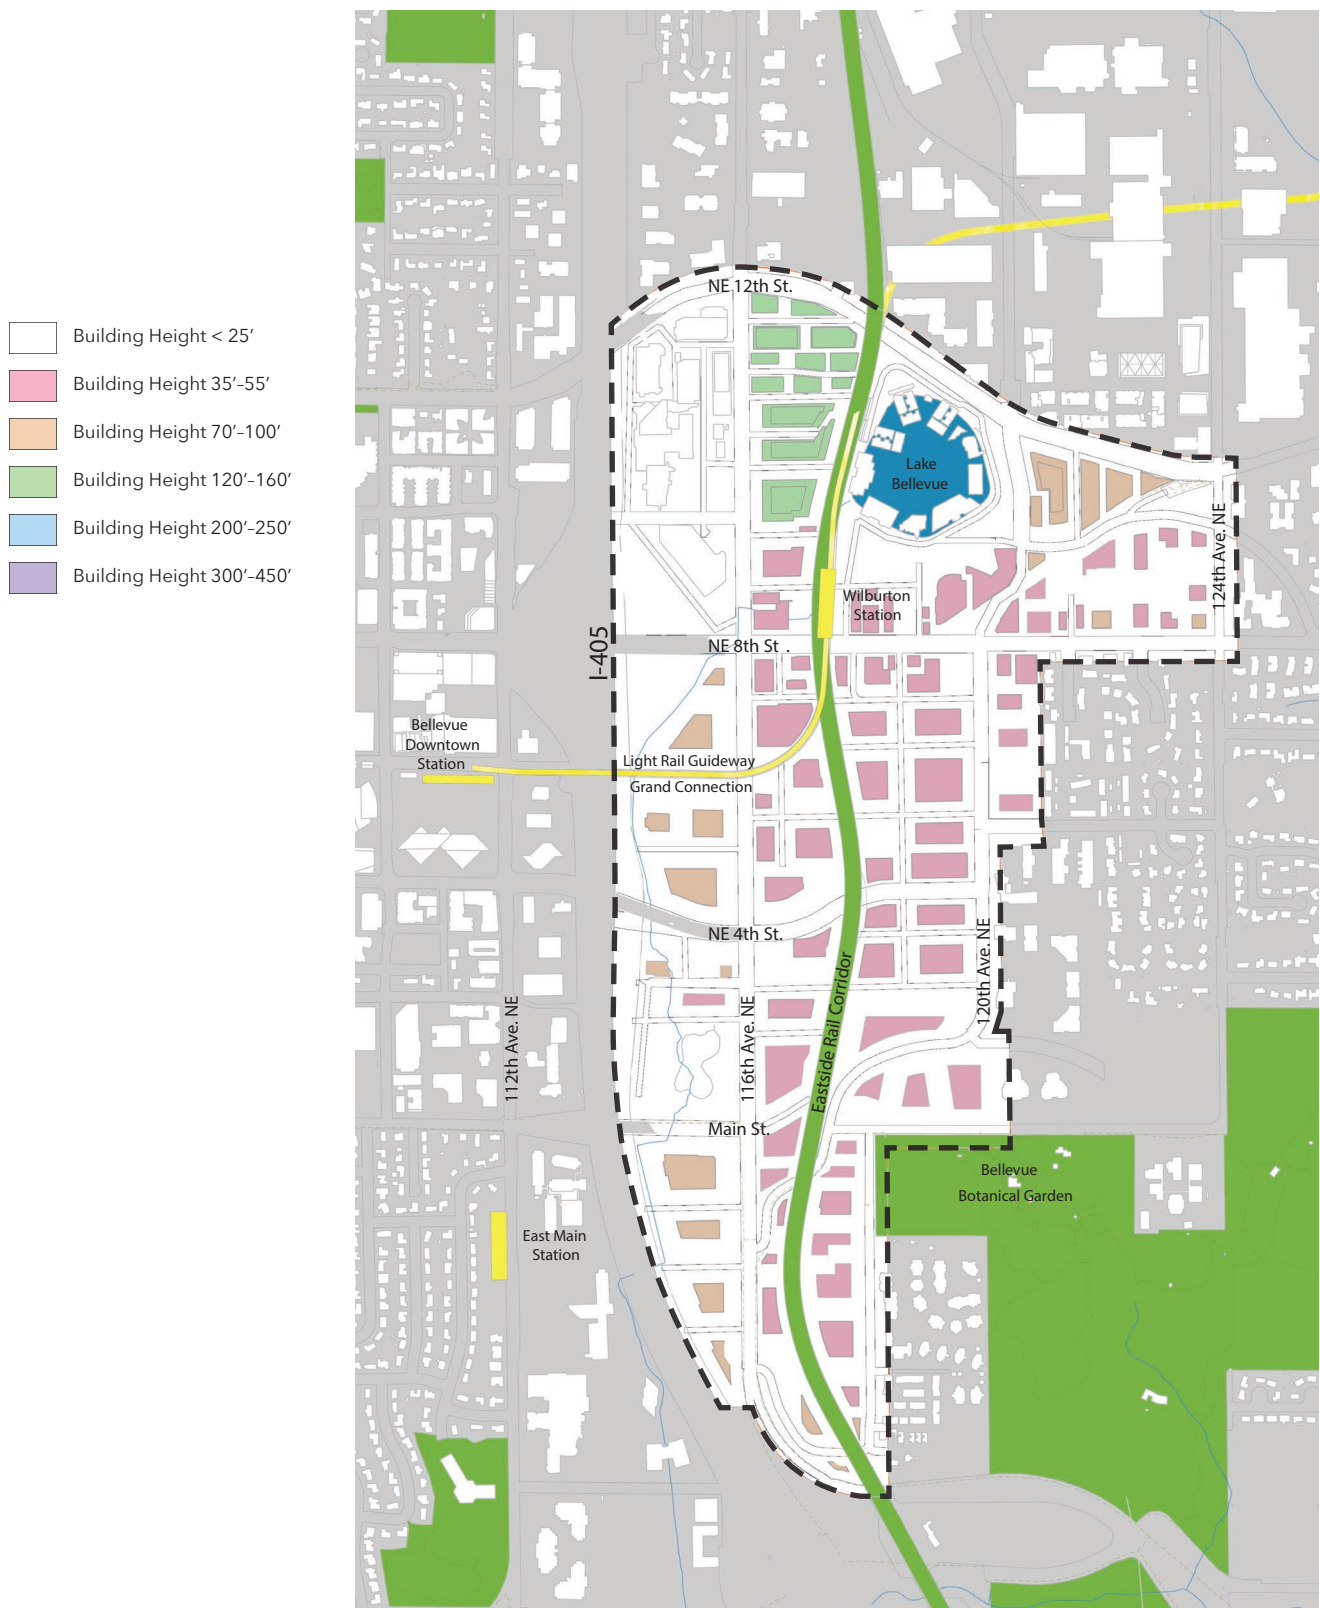 NE 12th St.
Building Height < 25′
Building Height 35′–55′
Building Height 70′–100′
Building Height 120′–160′
Building Height 200′–250′
Building Height 300′–450′
Lake
Bellevue
124th Ave. NE
Wilburton
Station
I-405
NE 8th St .
Bellevue
Downtown
Station
Light Rail Guideway
Grand Connection
NE 4th St.
120th Ave. NE
Eastside Rail Corridor
112th Ave. NE
116th Ave. NE
Main St.
Bellevue
Botanical Garden
East Main
Station